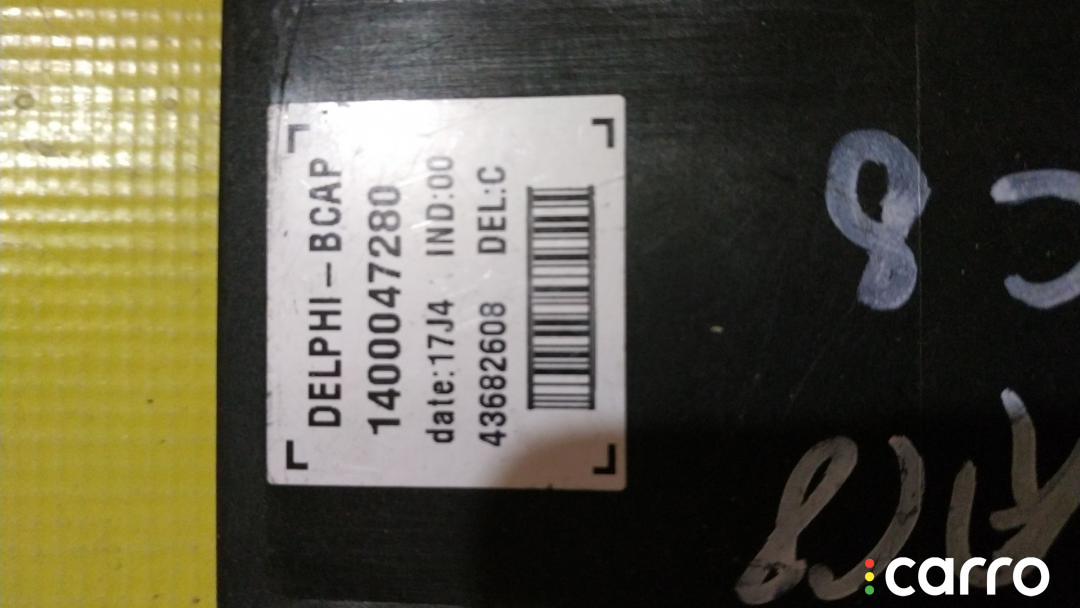 DELPHI-BCAP
1400047280
date:17J4 IND:00
43682608 DEL:C
carro